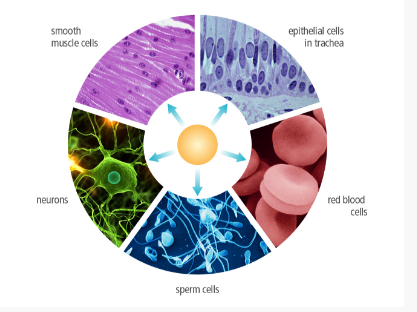 smooth
muscle cells
epithelial cells
in trachea
neurons
red blood
cells
sperm cells